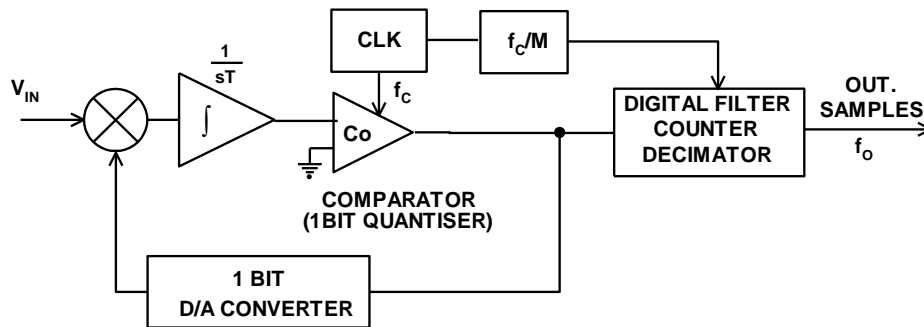 CLK
f_C/M
1
sT
V_IN
f_C
∫
Co
DIGITAL FILTER
COUNTER
DECIMATOR
OUT.
SAMPLES
f_O
COMPARATOR
(1BIT QUANTISER)
1 BIT
D/A CONVERTER